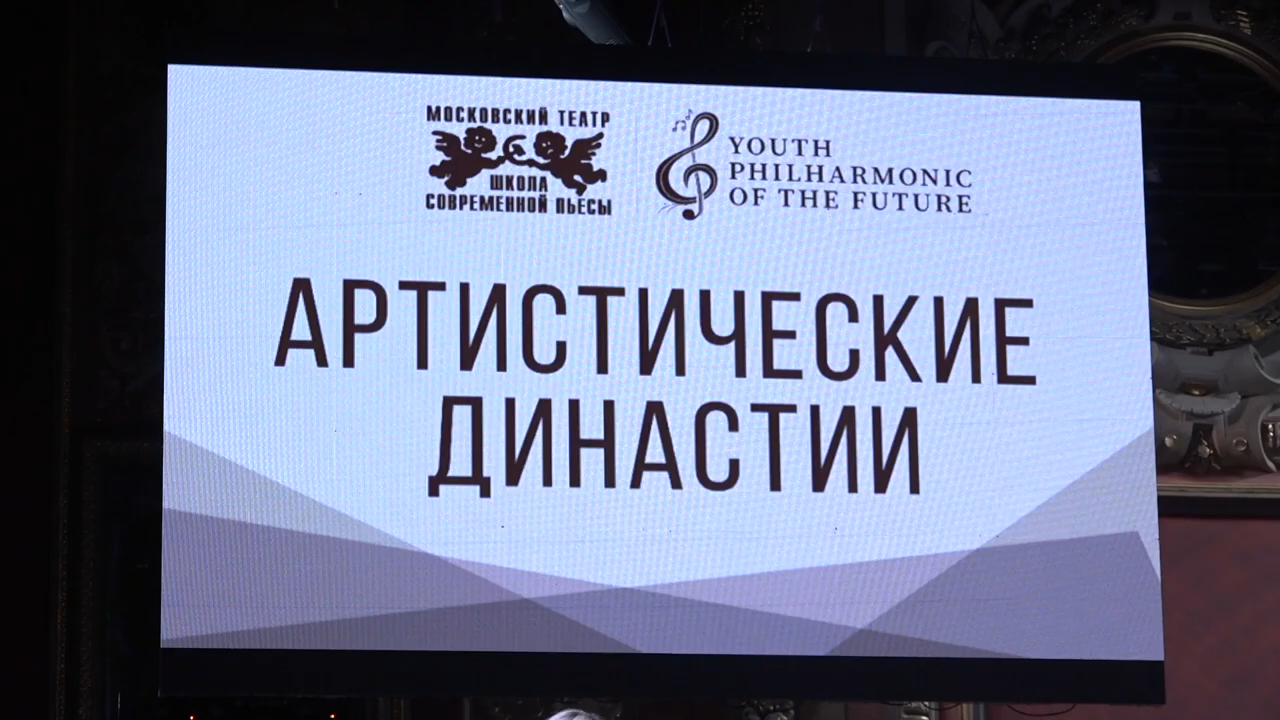 МОСКОВСКИЙ ТЕАТР
ШКОЛА
СОВРЕМЕННОЙ ПЬЕСЫ
YOUTH
PHILHARMONIC
OF THE FUTURE
АРТИСТИЧЕСКИЕ
ДИНАСТИИ